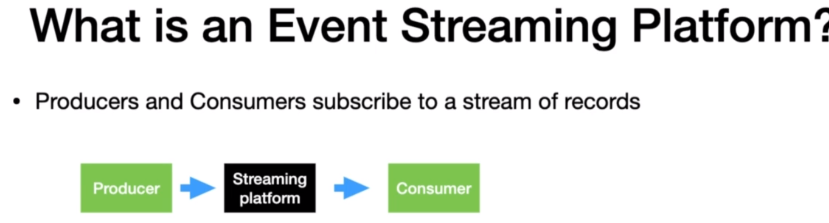 What is an Event Streaming Platform?
• Producers and Consumers subscribe to a stream of records
Producer
Streaming
platform
Consumer